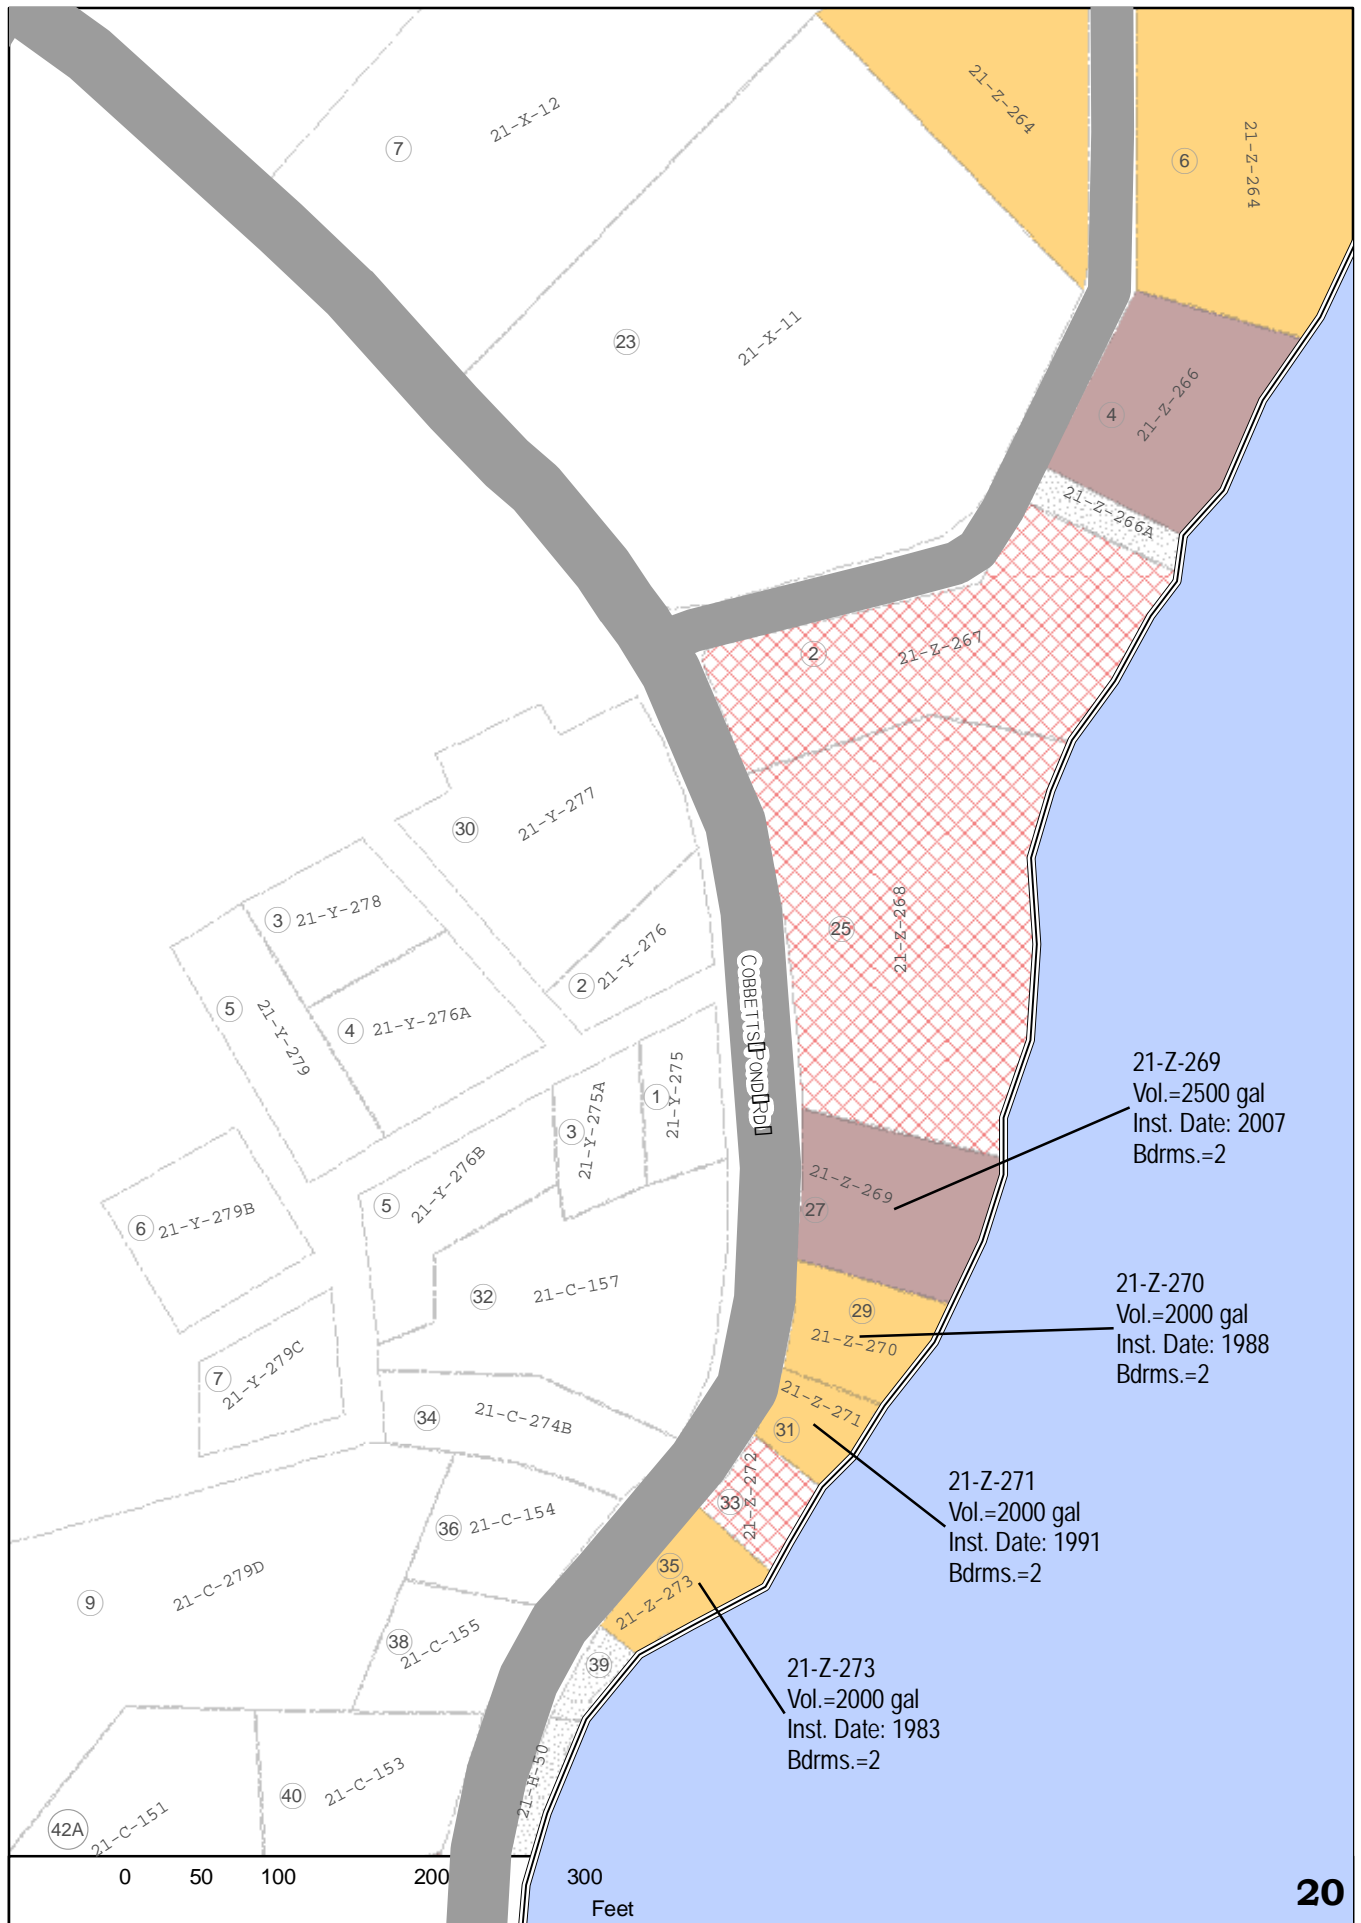 21-X-12
7
21-Z-264
6
21-Z-264
23
21-X-11
4
21-Z-266
21-Z-266A
2
21-Z-267
30
21-Y-277
3
21-Y-278
25
21-Z-268
2
21-Y-276
5
21-Y-279
4
21-Y-276A
COBBETTS POND RD
1
21-Y-275
3
21-Y-275A
21-Z-269
Vol.=2500 gal
Inst. Date: 2007
Bdrms.=2
5
21-Y-276B
21-Z-269
27
6
21-Y-279B
32
21-C-157
29
21-Z-270
21-Z-270
Vol.=2000 gal
Inst. Date: 1988
Bdrms.=2
7
21-Y-279C
34
21-C-274B
21-Z-271
31
21-Z-271
Vol.=2000 gal
Inst. Date: 1991
Bdrms.=2
33
21-Z-272
36
21-C-154
9
21-C-279D
35
21-Z-273
38
21-C-155
39
21-Z-273
Vol.=2000 gal
Inst. Date: 1983
Bdrms.=2
21-H-50
40
21-C-153
42A
21-C-151
0 50 100 200 300
Feet
20